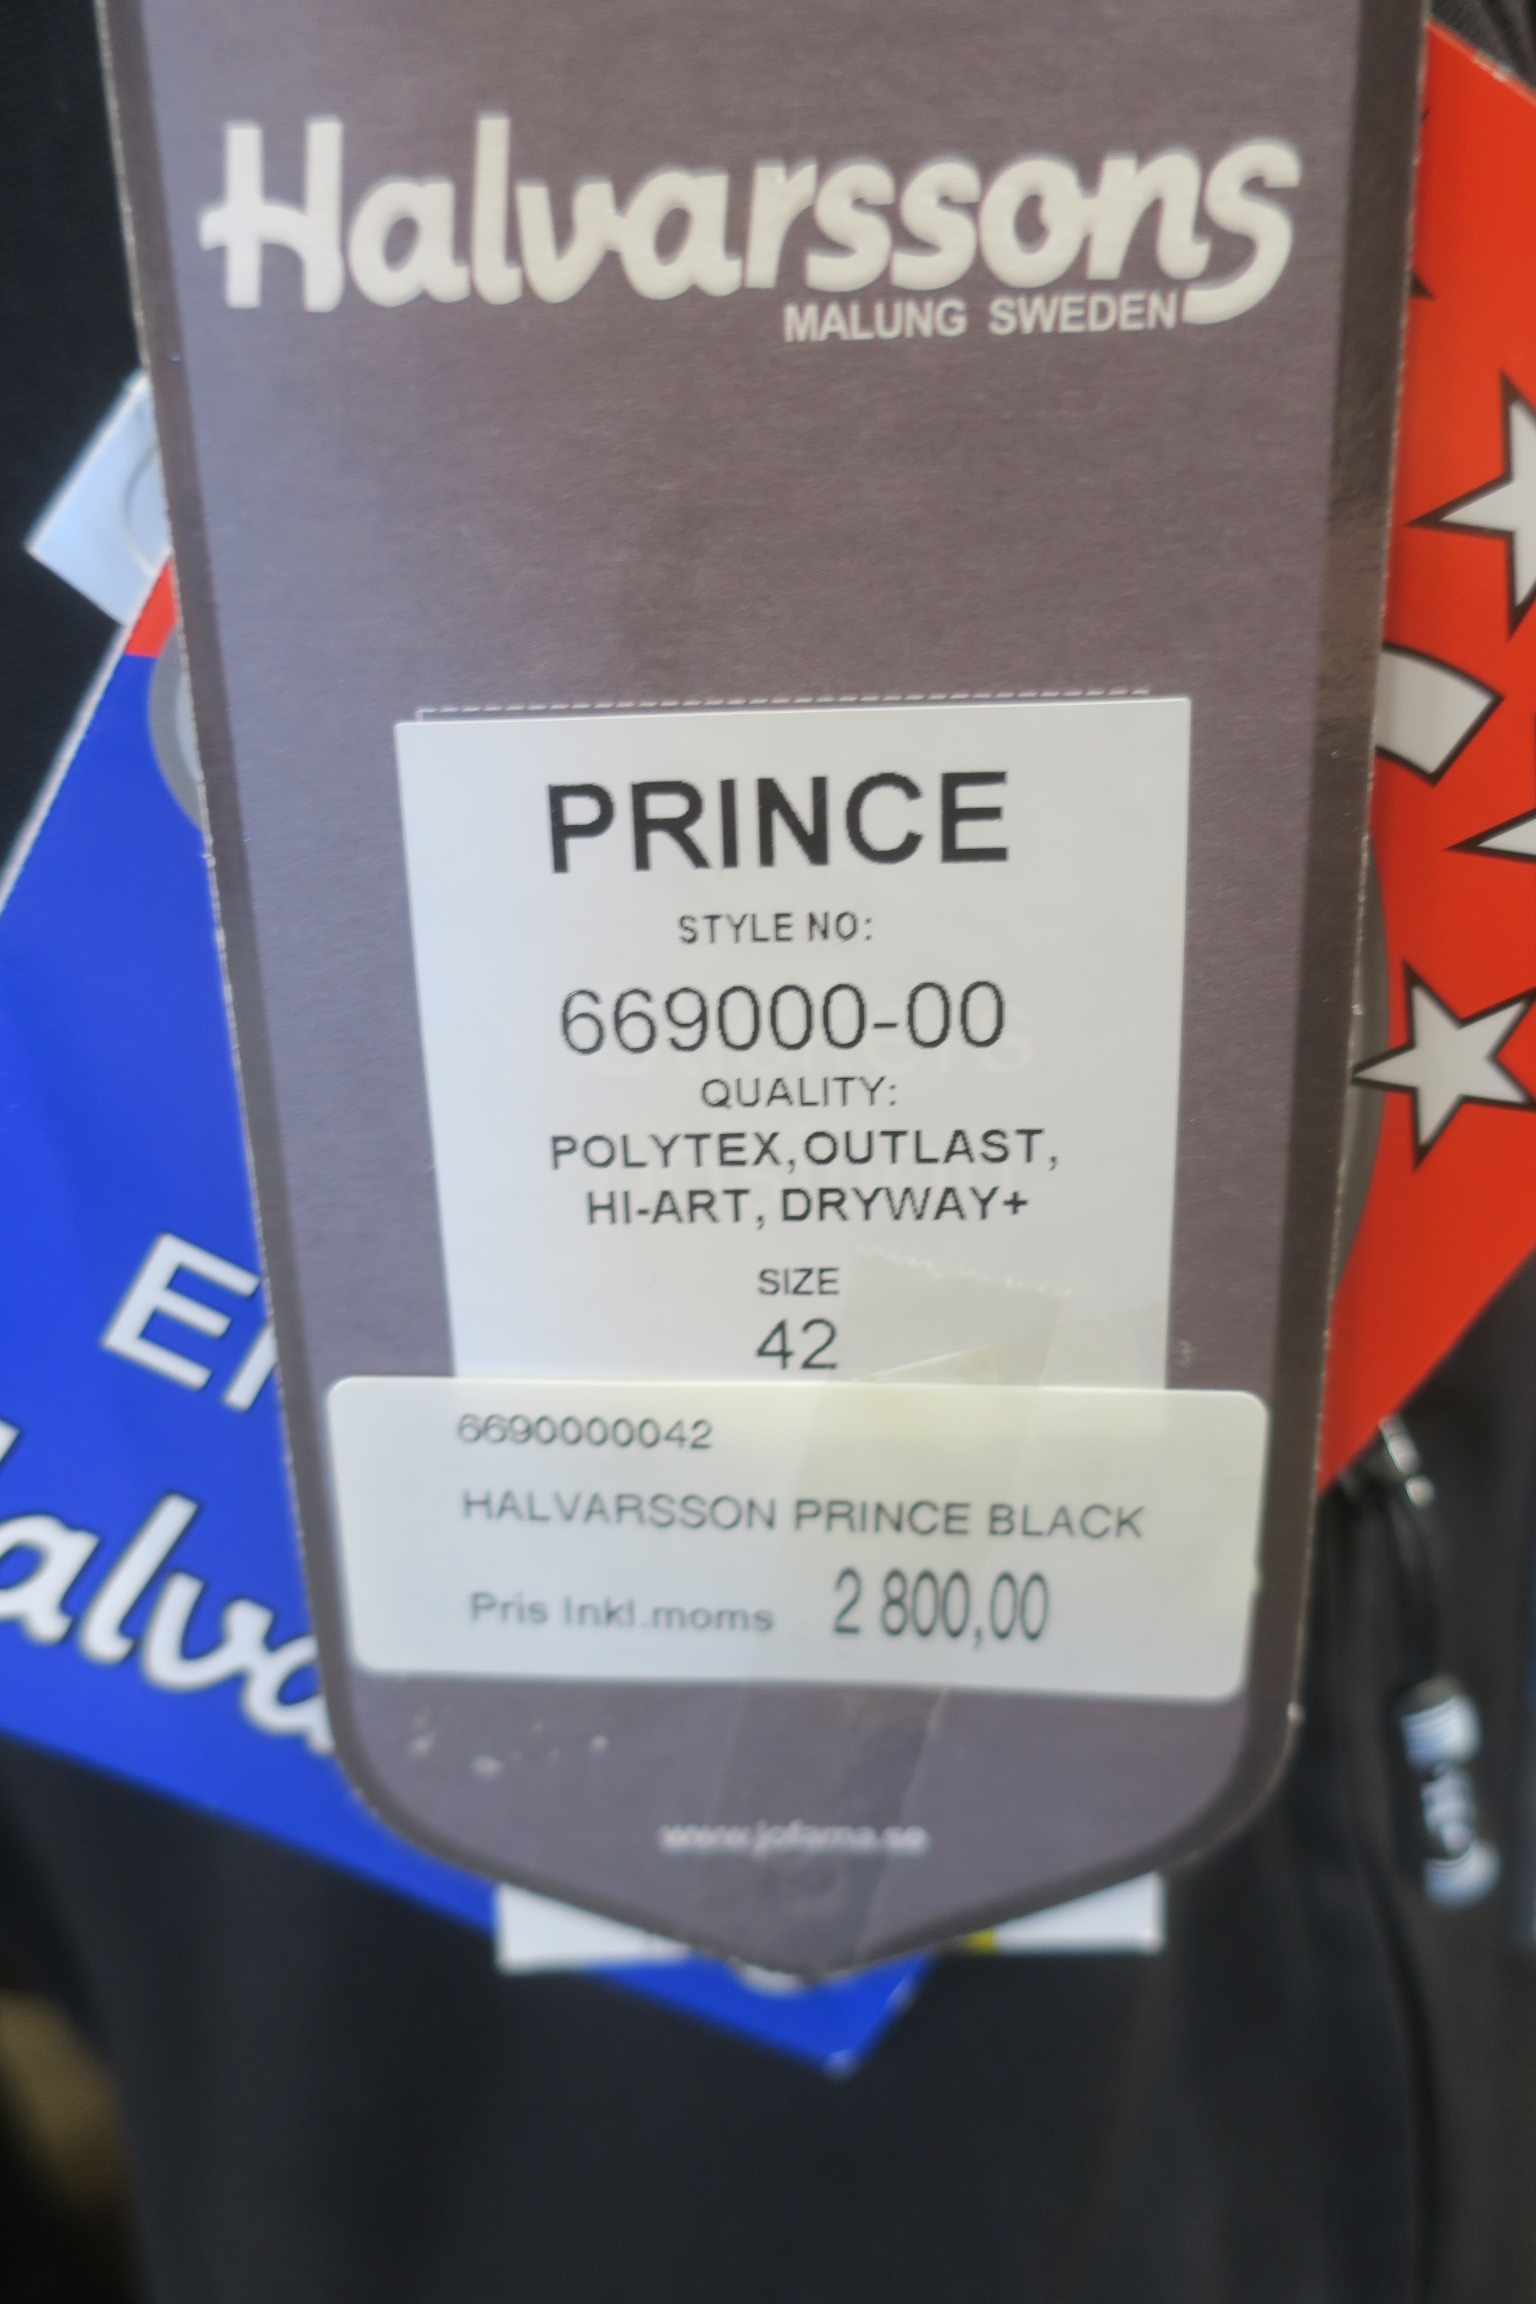 Halvarssons
MALUNG SWEDEN
PRINCE
STYLE NO:
669000-00
QUALITY:
POLYTEX,OUTLAST,
HI-ART, DRYWAY+
SIZE
42
6690000042
HALVARSSON PRINCE BLACK
Pris Inkl.moms 2 800,00
www.jofama.se